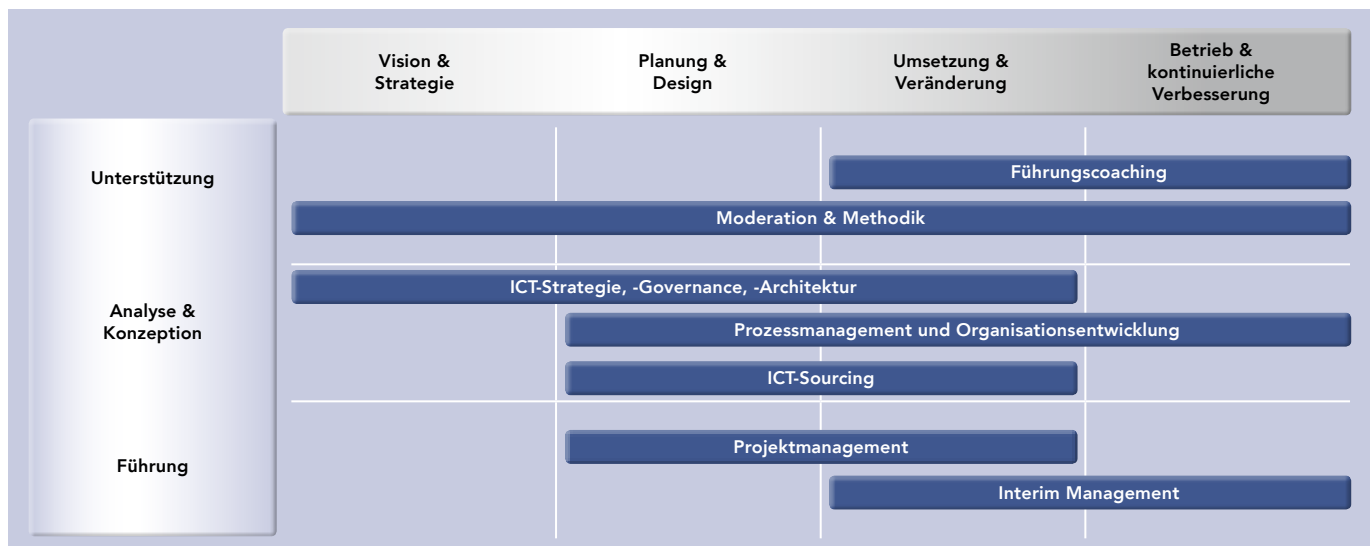 Vision &
Strategie
Planung &
Design
Umsetzung &
Veränderung
Betrieb &
kontinuierliche
Verbesserung
Unterstützung
Führungscoaching
Moderation & Methodik
Analyse &
Konzeption
ICT-Strategie, -Governance, -Architektur
Prozessmanagement und Organisationsentwicklung
ICT-Sourcing
Führung
Projektmanagement
Interim Management